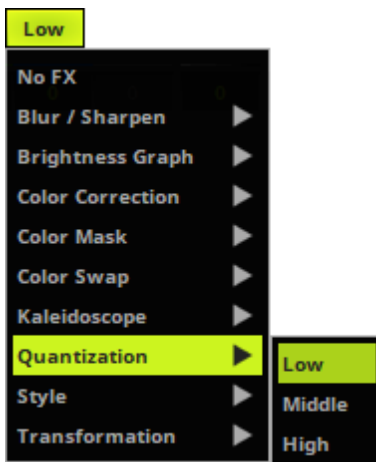 Low
No FX
Blur / Sharpen
Brightness Graph
Color Correction
Color Mask
Color Swap
Kaleidoscope
Quantization
Low
Style
Middle
Transformation
High